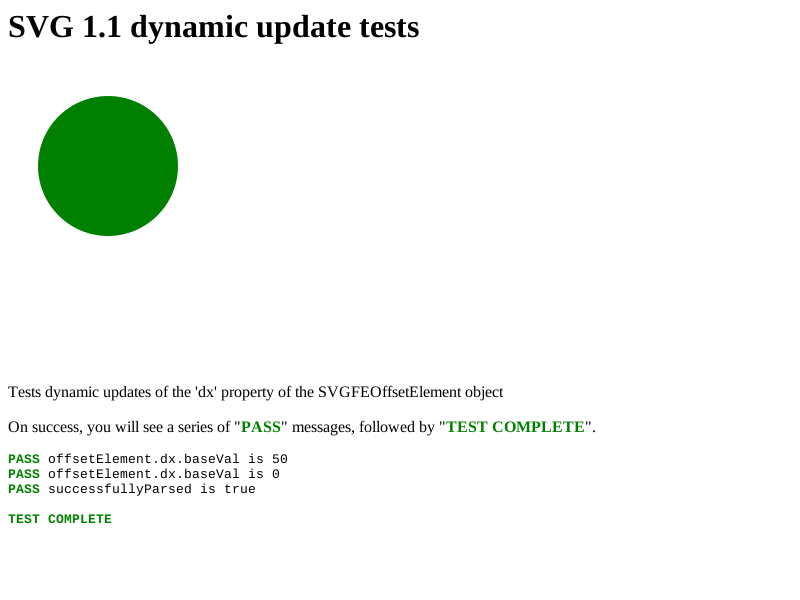 SVG 1.1 dynamic update tests
Tests dynamic updates of the 'dx' property of the SVGFEOffsetElement object
On success, you will see a series of "PASS" messages, followed by "TEST COMPLETE".
PASS offsetElement.dx.baseVal is 50
PASS offsetElement.dx.baseVal is 0
PASS successfullyParsed is true
TEST COMPLETE